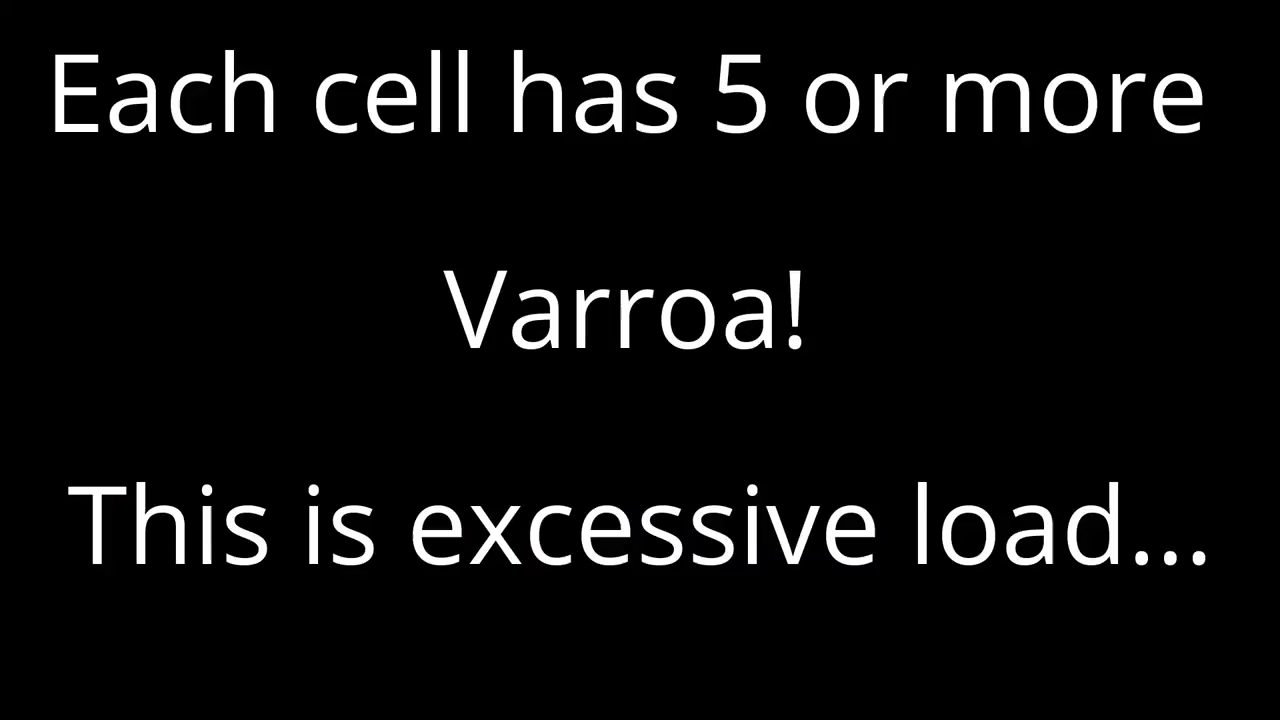 Each cell has 5 or more
Varroa!
This is excessive load...